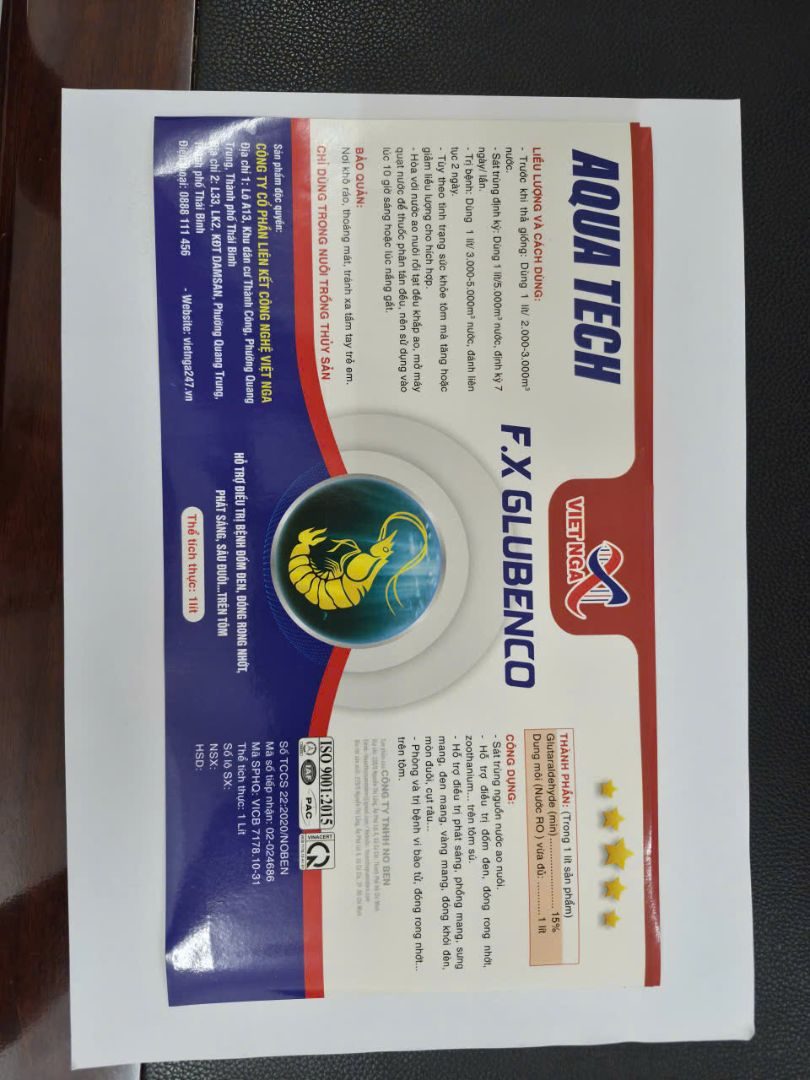 AQUA TECH
LIỀU LƯỢNG VÀ CÁCH DÙNG:
- Trước khi thả giống: Dùng 1 lít/ 2.000-3.000m³
nước.
- Sát trùng định kỳ: Dùng 1 lít/5.000m³ nước, định kỳ 7
ngày/ lần.
- Trị bệnh: Dùng 1 lít/ 3.000-5.000m³ nước, đánh liên
tục 2 ngày.
- Tùy theo tình trạng sức khỏe tôm mà tăng hoặc
giảm liều lượng cho hích hợp.
- Hòa với nước ao nuôi rồi tạt đều khắp ao, mở máy
quạt nước để thuốc phân tán đều, nên sử dụng vào
lúc 10 giờ sáng hoặc lúc nắng gắt.
BẢO QUẢN:
Nơi khô ráo, thoáng mát, tránh xa tầm tay trẻ em.
CHỈ DÙNG TRONG NUÔI TRỒNG THỦY SẢN
Sản phẩm độc quyền:
CÔNG TY CỔ PHẦN LIÊN KẾT CÔNG NGHỆ VIỆT NGA
Địa chỉ 1: Lô A13, Khu dân cư Thành Công, Phường Quang
Trung, Thành phố Thái Bình
Địa chỉ 2: L33, LK2, KĐT DAMSAN, Phường Quang Trung,
Thành phố Thái Bình
Điện thoại: 0888 111 456 - Website: vietnga247.vn
VIET NGA
F.X GLUBENCO
HỖ TRỢ ĐIỀU TRỊ BỆNH ĐỐM ĐEN, ĐÓNG RONG NHỚT,
PHÁT SÁNG, SÂU ĐUÔI...TRÊN TÔM
Thể tích thực: 1lít
THÀNH PHẦN: (Trong 1 lít sản phẩm)
Glutaraldehyde (min)............... 15%
Dung môi (Nước RO ) vừa đủ: .......... 1 lít
CÔNG DỤNG:
- Sát trùng nguồn nước ao nuôi.
- Hỗ trợ điều trị đốm đen, đóng rong nhớt,
zoothanium... trên tôm sú.
- Hỗ trợ điều trị phát sáng, phồng mang, sưng
mang, đen mang, vàng mang, đóng khói đèn,
mòn đuôi, cụt râu...
- Phòng và trị bệnh vi bào tử, đóng rong nhớt...
trên tôm.
CÔNG TY TNHH NO BEN
ISO 9001:2015
IAF
PAC
VINACERT
Số TCCS 22:2020/NOBEN
Mã số tiếp nhận: 02-024686
Mã SPHQ: VICB 7178.10-31
Thể tích thực: 1 Lít
Số lô SX:
NSX:
HSD: